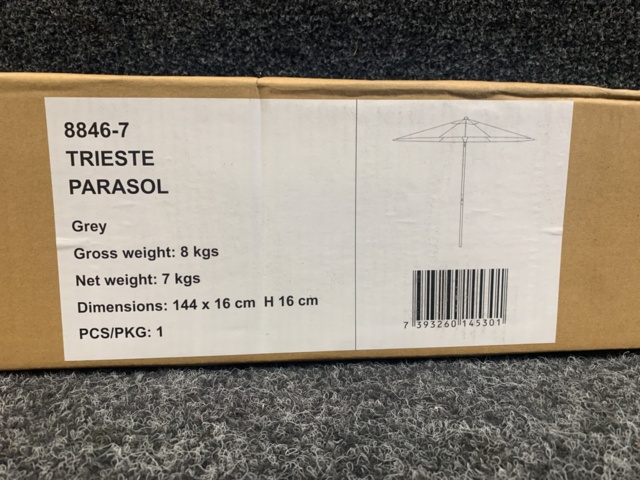 8846-7
TRIESTE
PARASOL
Grey
Gross weight: 8 kgs
Net weight: 7 kgs
Dimensions: 144 x 16 cm  H 16 cm
PCS/PKG: 1
7 393260 145301